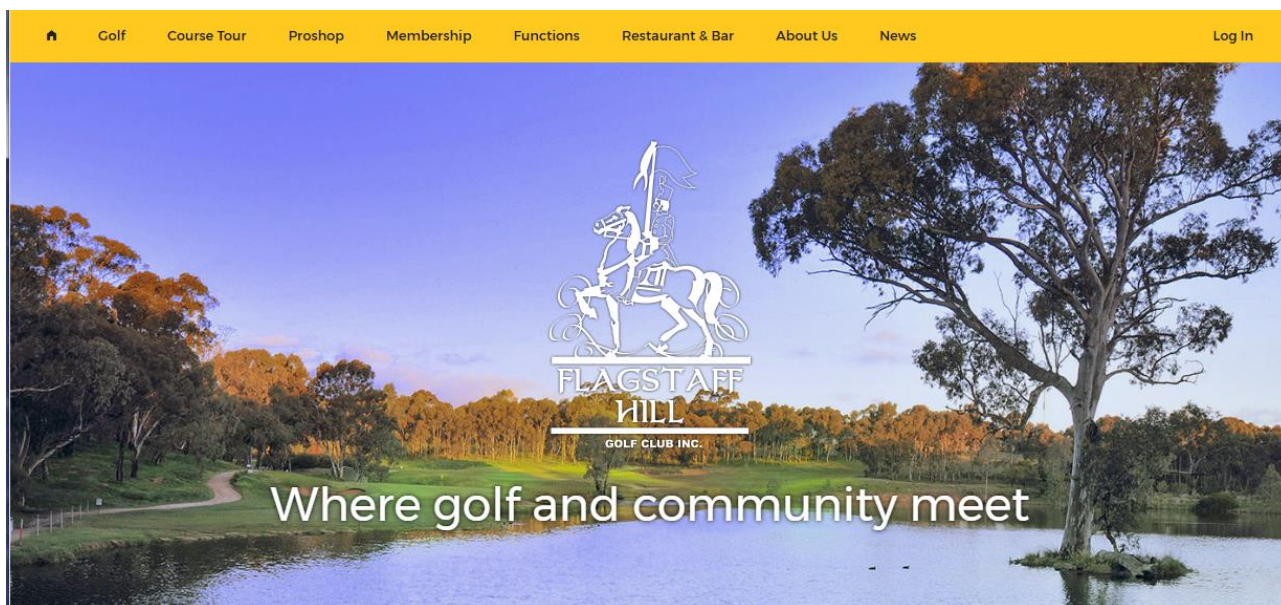 Golf Course Tour Proshop Membership Functions Restaurant & Bar About Us News Log In
FLAGSTAFF
HILL
GOLF CLUB INC.
Where golf and community meet